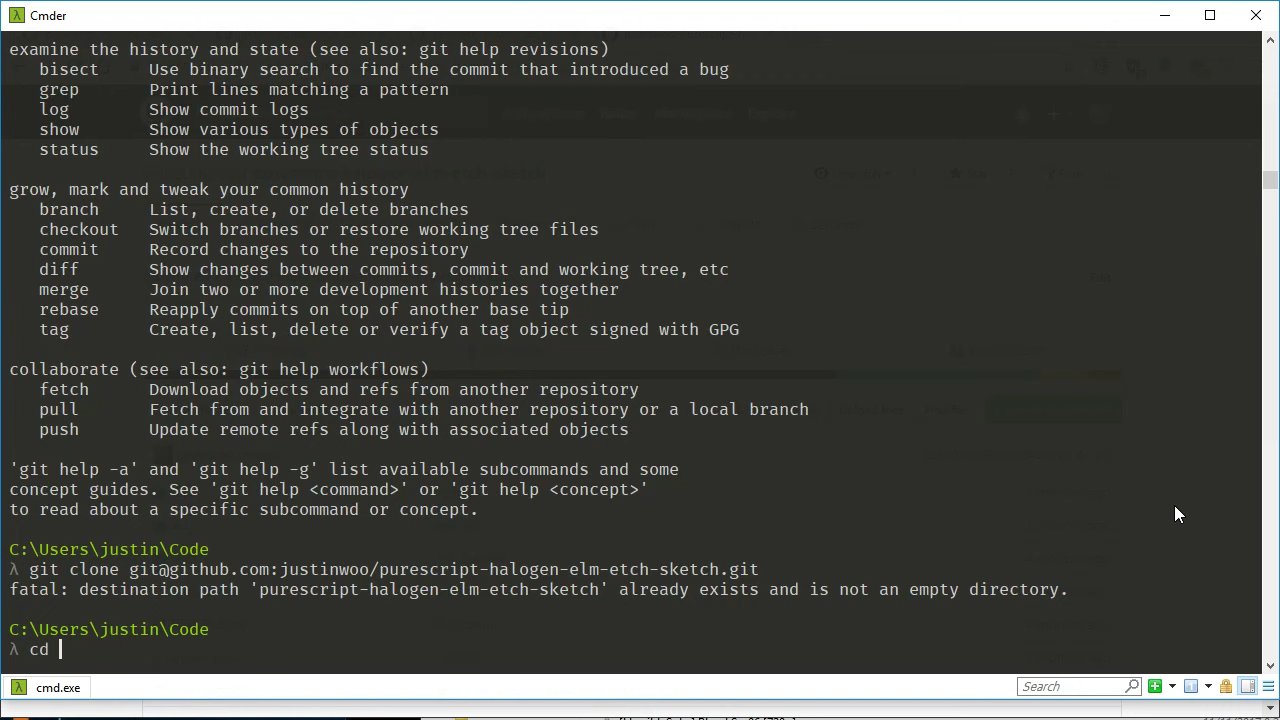 Cmder
examine the history and state (see also: git help revisions)
bisect Use binary search to find the commit that introduced a bug
grep Print lines matching a pattern
log Show commit logs
show Show various types of objects
status Show the working tree status
grow, mark and tweak your common history
branch List, create, or delete branches
checkout Switch branches or restore working tree files
commit Record changes to the repository
diff Show changes between commits, commit and working tree, etc
merge Join two or more development histories together
rebase Reapply commits on top of another base tip
tag Create, list, delete or verify a tag object signed with GPG
collaborate (see also: git help workflows)
fetch Download objects and refs from another repository
pull Fetch from and integrate with another repository or a local branch
push Update remote refs along with associated objects
'git help -a' and 'git help -g' list available subcommands and some
concept guides. See 'git help <command>' or 'git help <concept>'
to read about a specific subcommand or concept.
C:\Users\justin\Code
λ git clone git@github.com:justinwoo/purescript-halogen-elm-etch-sketch.git
fatal: destination path 'purescript-halogen-elm-etch-sketch' already exists and is not an empty directory.
C:\Users\justin\Code
λ cd
cmd.exe
Search